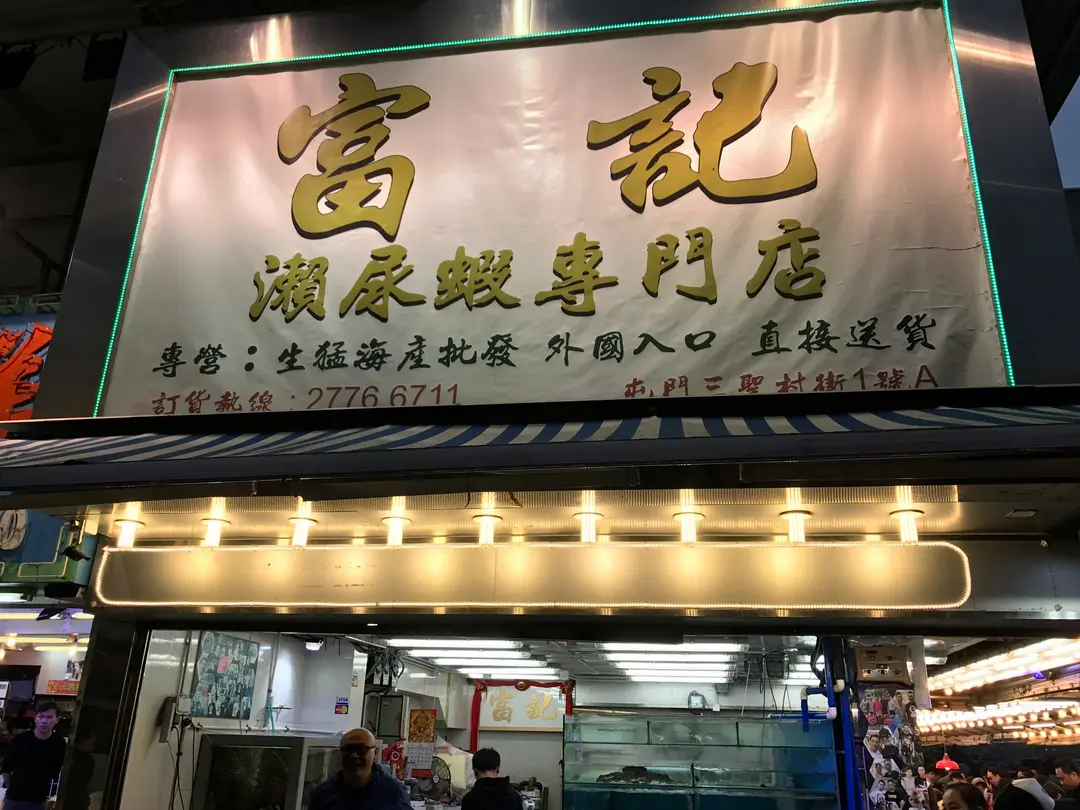 富記
瀨尿蝦專門店
專營：生猛海產批發 外國入口 直接送貨
訂貨熱線：2776 6711 屯門三聖村街1號A
VISA
富記